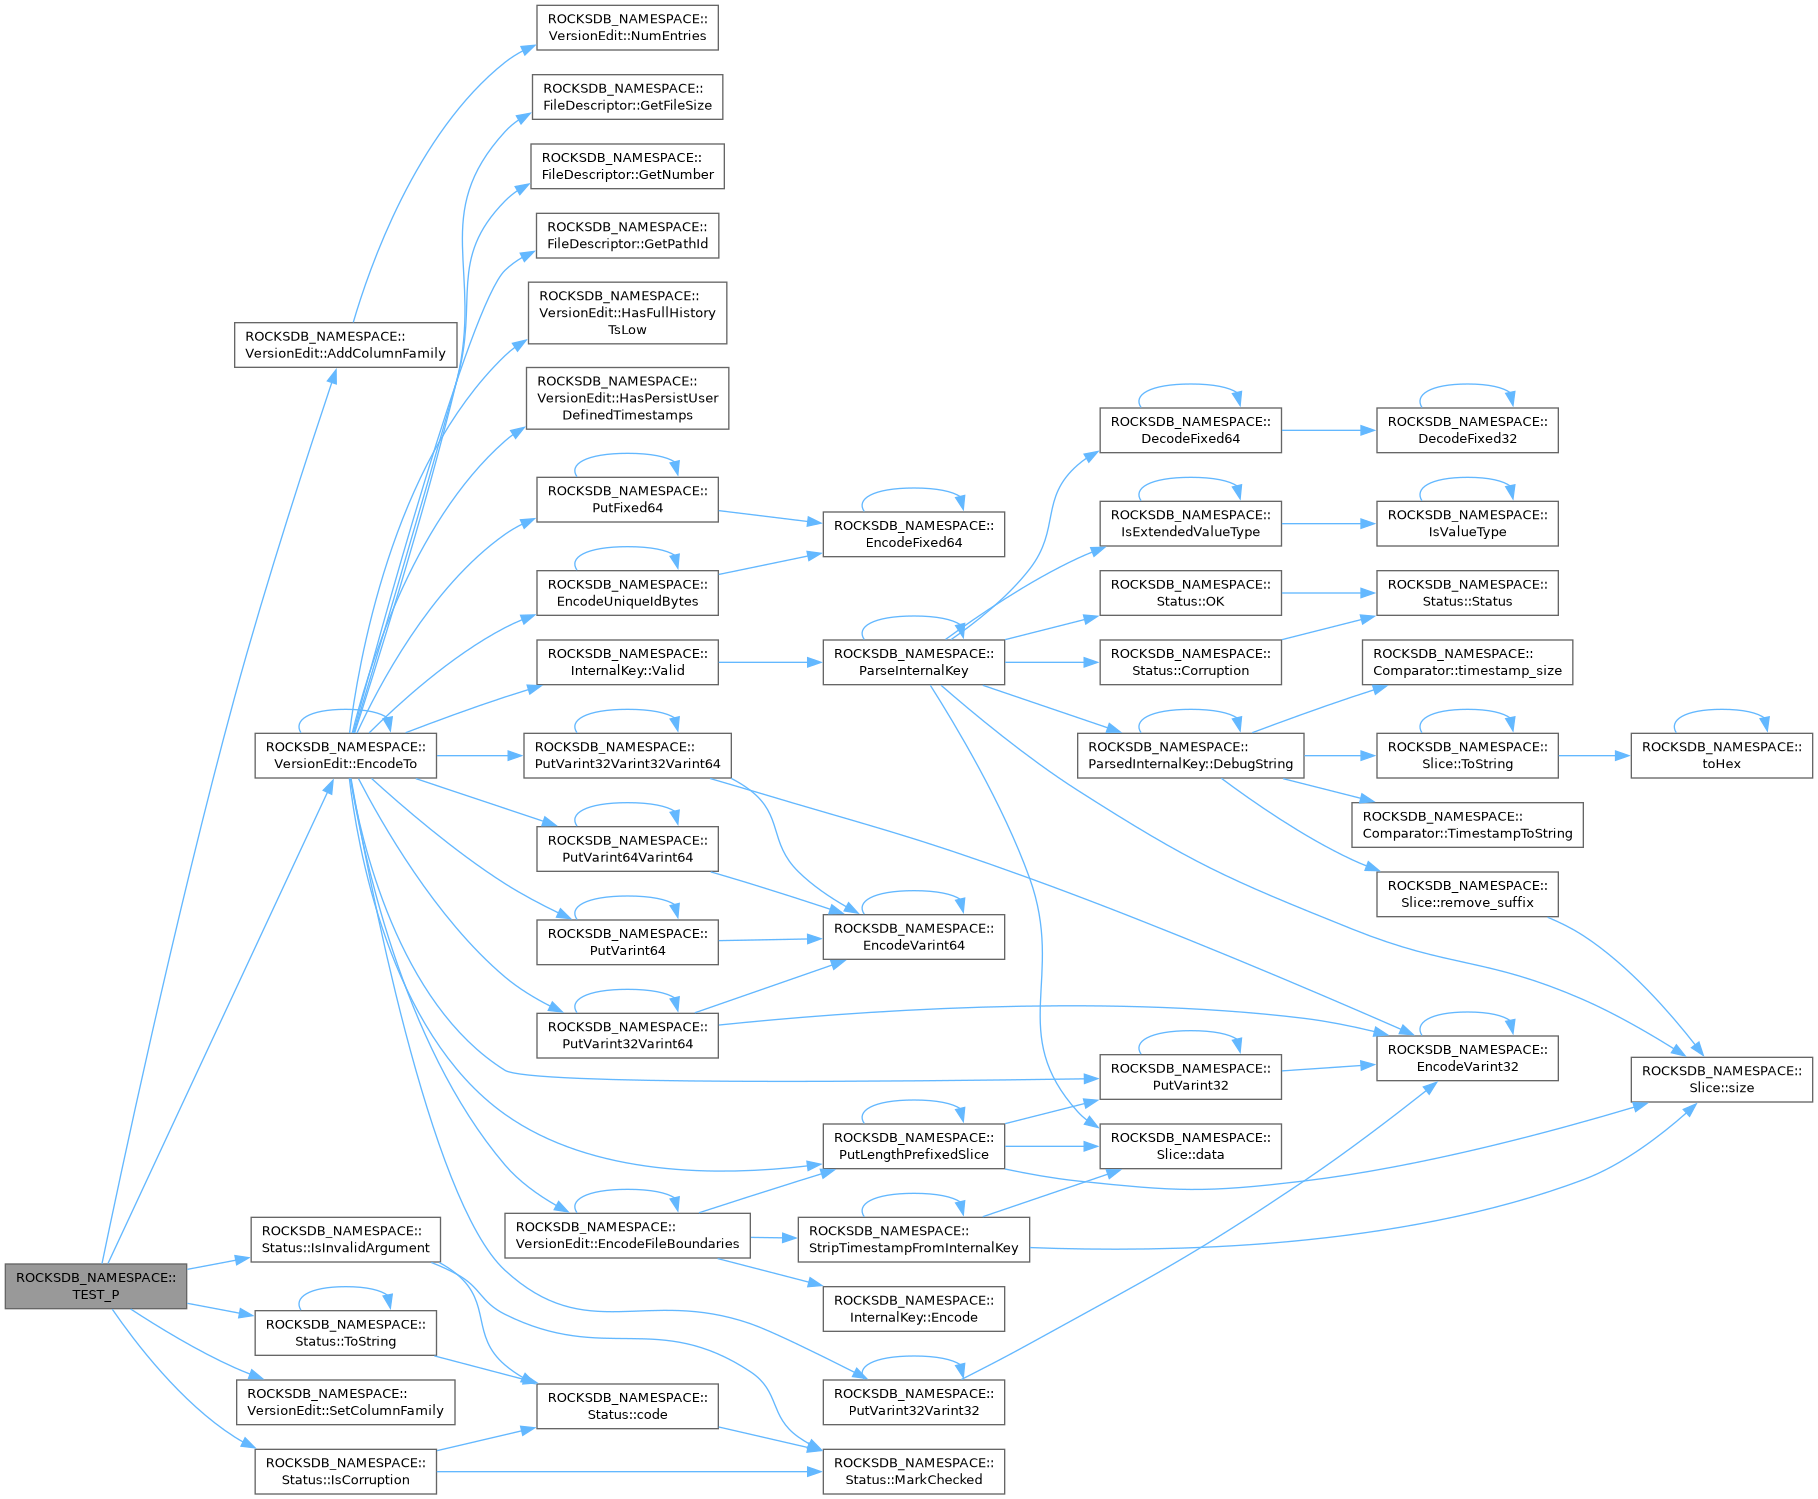 ROCKSDB_NAMESPACE::
TEST_P
ROCKSDB_NAMESPACE::
VersionEdit::AddColumnFamily
ROCKSDB_NAMESPACE::
VersionEdit::EncodeTo
ROCKSDB_NAMESPACE::
Status::IsInvalidArgument
ROCKSDB_NAMESPACE::
Status::ToString
ROCKSDB_NAMESPACE::
VersionEdit::SetColumnFamily
ROCKSDB_NAMESPACE::
Status::IsCorruption
ROCKSDB_NAMESPACE::
VersionEdit::NumEntries
ROCKSDB_NAMESPACE::
FileDescriptor::GetFileSize
ROCKSDB_NAMESPACE::
FileDescriptor::GetNumber
ROCKSDB_NAMESPACE::
FileDescriptor::GetPathId
ROCKSDB_NAMESPACE::
VersionEdit::HasFullHistory
TsLow
ROCKSDB_NAMESPACE::
VersionEdit::HasPersistUser
DefinedTimestamps
ROCKSDB_NAMESPACE::
PutFixed64
ROCKSDB_NAMESPACE::
EncodeUniqueIdBytes
ROCKSDB_NAMESPACE::
InternalKey::Valid
ROCKSDB_NAMESPACE::
PutVarint32Varint32Varint64
ROCKSDB_NAMESPACE::
PutVarint64Varint64
ROCKSDB_NAMESPACE::
PutVarint64
ROCKSDB_NAMESPACE::
PutVarint32Varint64
ROCKSDB_NAMESPACE::
VersionEdit::EncodeFileBoundaries
ROCKSDB_NAMESPACE::
Status::code
ROCKSDB_NAMESPACE::
EncodeFixed64
ROCKSDB_NAMESPACE::
ParseInternalKey
ROCKSDB_NAMESPACE::
EncodeVarint64
ROCKSDB_NAMESPACE::
PutLengthPrefixedSlice
ROCKSDB_NAMESPACE::
StripTimestampFromInternalKey
ROCKSDB_NAMESPACE::
InternalKey::Encode
ROCKSDB_NAMESPACE::
PutVarint32Varint32
ROCKSDB_NAMESPACE::
Status::MarkChecked
ROCKSDB_NAMESPACE::
DecodeFixed64
ROCKSDB_NAMESPACE::
IsExtendedValueType
ROCKSDB_NAMESPACE::
Status::OK
ROCKSDB_NAMESPACE::
Status::Corruption
ROCKSDB_NAMESPACE::
ParsedInternalKey::DebugString
ROCKSDB_NAMESPACE::
PutVarint32
ROCKSDB_NAMESPACE::
Slice::data
ROCKSDB_NAMESPACE::
DecodeFixed32
ROCKSDB_NAMESPACE::
IsValueType
ROCKSDB_NAMESPACE::
Status::Status
ROCKSDB_NAMESPACE::
Comparator::timestamp_size
ROCKSDB_NAMESPACE::
Slice::ToString
ROCKSDB_NAMESPACE::
Comparator::TimestampToString
ROCKSDB_NAMESPACE::
Slice::remove_suffix
ROCKSDB_NAMESPACE::
EncodeVarint32
ROCKSDB_NAMESPACE::
toHex
ROCKSDB_NAMESPACE::
Slice::size